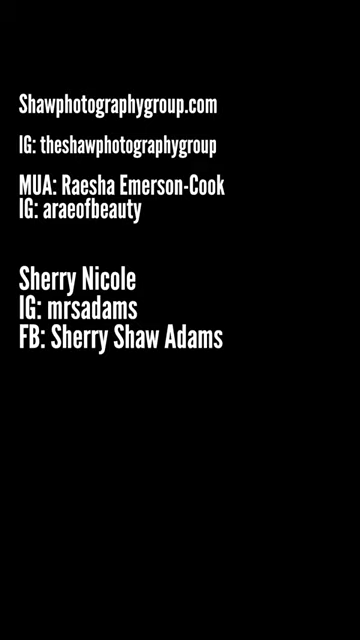 Shawphotographygroup.com
IG: theshawphotographygroup
MUA: Raesha Emerson-Cook
IG: araeofbeauty
Sherry Nicole
IG: mrsadams
FB: Sherry Shaw Adams